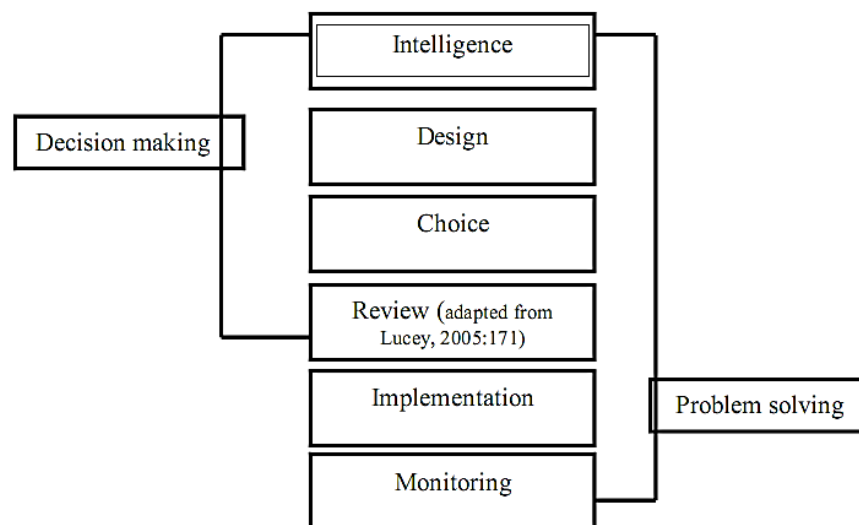 Intelligence
Decision making
Design
Choice
Review (adapted from
Lucey, 2005:171)
Implementation
Problem solving
Monitoring